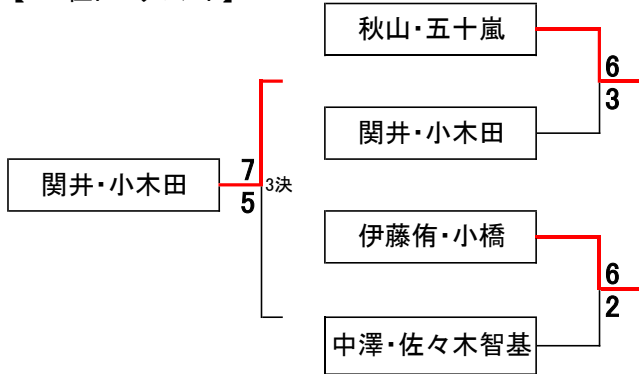 秋山・五十嵐
6
3
関井・小木田
関井・小木田
7
3決
5
伊藤侑・小橋
6
2
中澤・佐々木智基